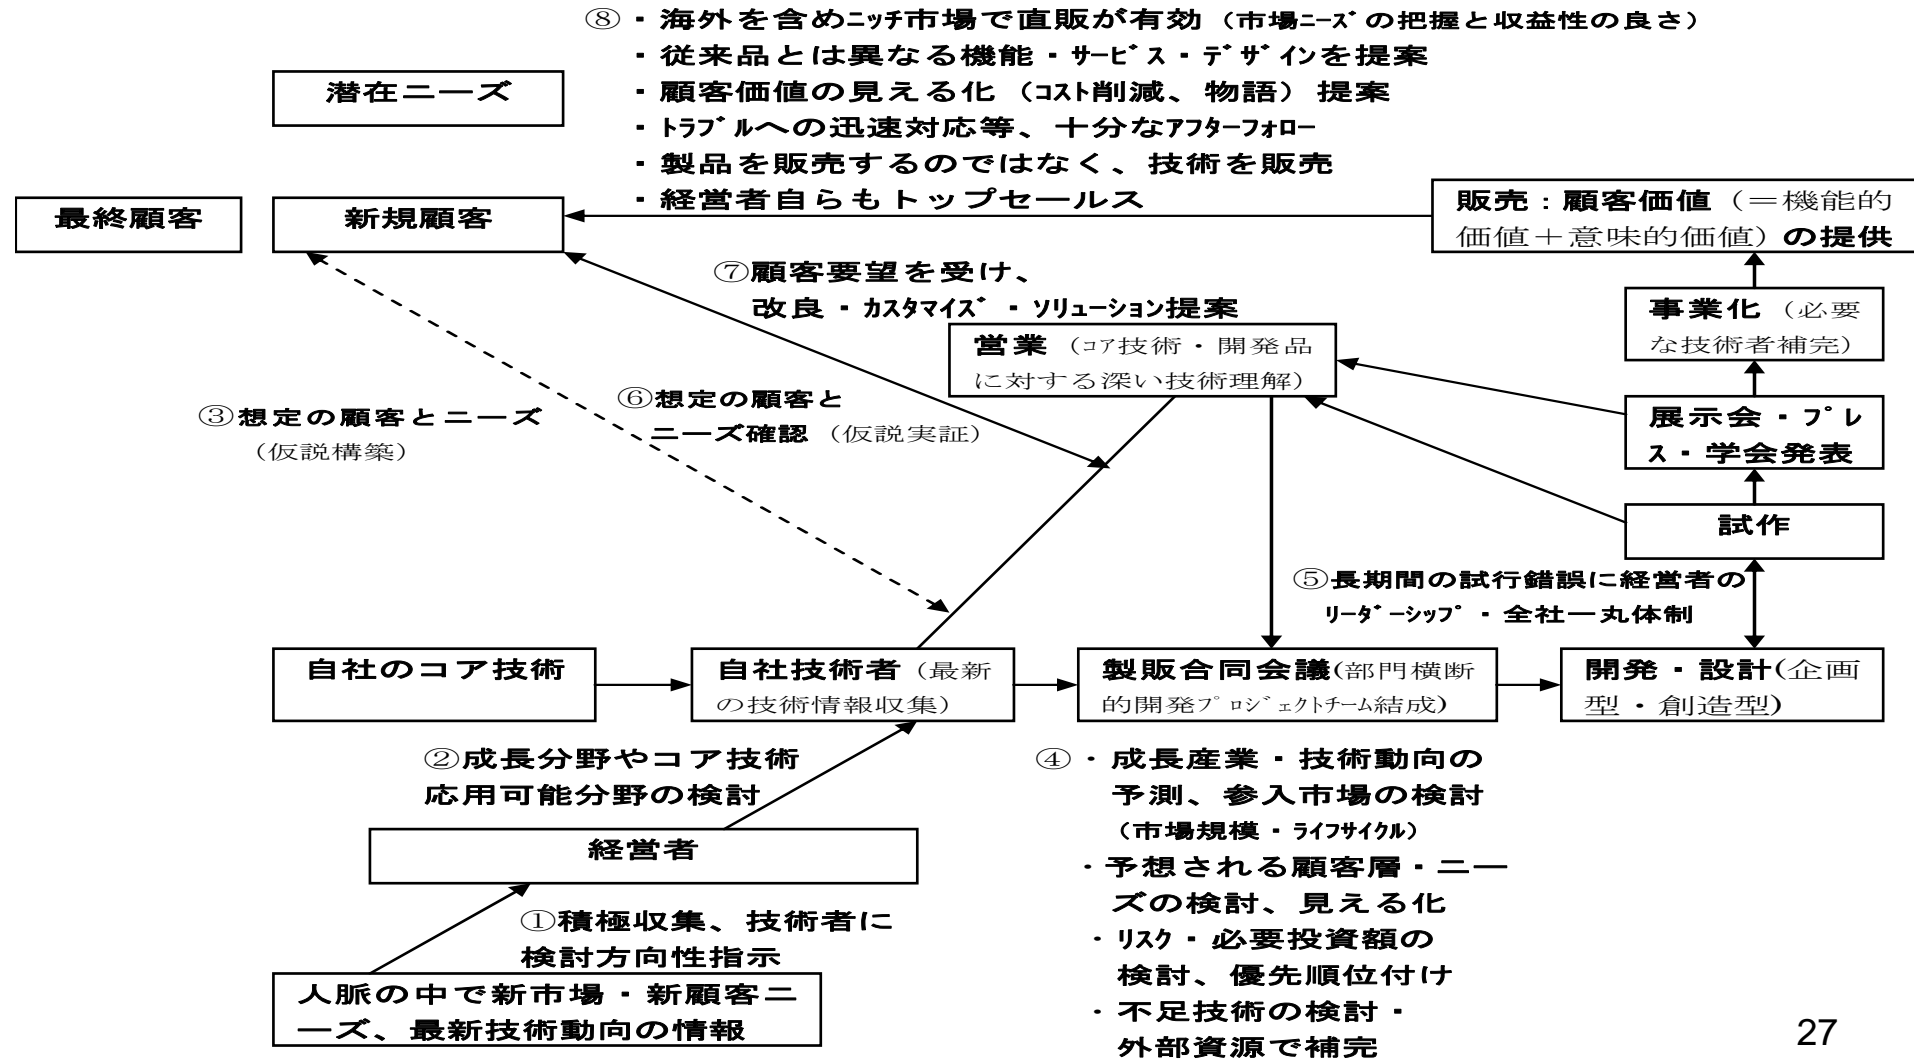 ⑧・海外を含めﾆｯﾁ市場で直販が有効（市場ﾆｰｽﾞの把握と収益性の良さ）
・従来品とは異なる機能・ｻｰﾋﾞｽ・ﾃﾞｻﾞｲﾝを提案
・顧客価値の見える化（ｺｽﾄ削減、物語）提案
・ﾄﾗﾌﾞﾙへの迅速対応等、十分なｱﾌﾀｰﾌｫﾛｰ
・製品を販売するのではなく、技術を販売
・経営者自らもトップセールス
潜在ニーズ
最終顧客
新規顧客
販売：顧客価値（＝機能的
価値＋意味的価値）の提供
⑦顧客要望を受け、
改良・ｶｽﾀﾏｲｽﾞ・ｿﾘｭｰｼｮﾝ提案
事業化（必要
な技術者補完）
営業（ｺｱ技術・開発品
に対する深い技術理解）
③想定の顧客とニーズ
（仮説構築）
⑥想定の顧客と
ニーズ確認（仮説実証）
展示会・ﾌﾟﾚ
ｽ・学会発表
試作
⑤長期間の試行錯誤に経営者の
ﾘｰﾀﾞｰｼｯﾌﾟ・全社一丸体制
自社のコア技術
自社技術者（最新
の技術情報収集）
製販合同会議(部門横断
的開発ﾌﾟﾛｼﾞｪｸﾄﾁｰﾑ結成)
開発・設計(企画
型・創造型)
②成長分野やコア技術
応用可能分野の検討
④・成長産業・技術動向の
予測、参入市場の検討
（市場規模・ﾗｲﾌｻｲｸﾙ）
・予想される顧客層・ニー
ズの検討、見える化
・ﾘｽｸ・必要投資額の
検討、優先順位付け
・不足技術の検討・
外部資源で補完
経営者
①積極収集、技術者に
検討方向性指示
人脈の中で新市場・新顧客ニ
ーズ、最新技術動向の情報
27